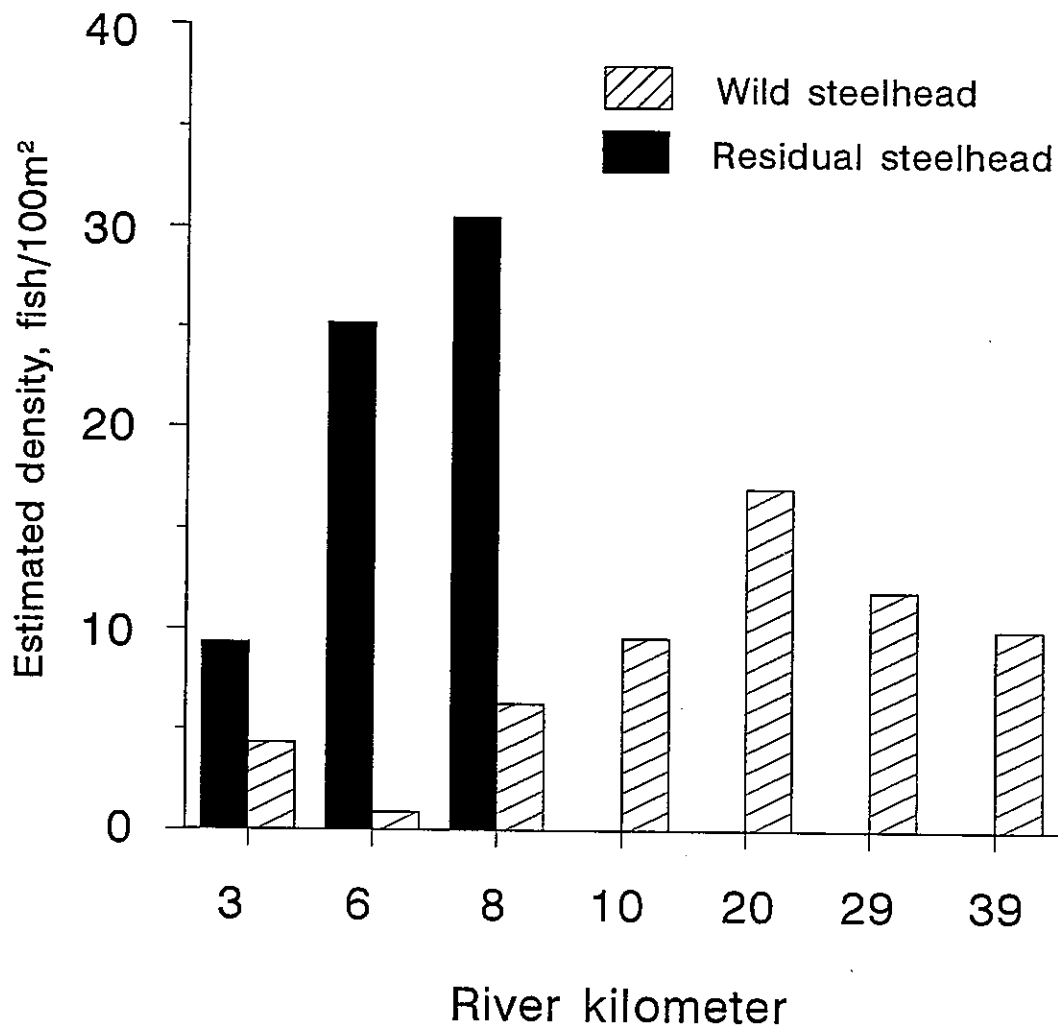 40
30
20
10
0
Estimated density, fish/100m²
Wild steelhead
Residual steelhead
3 6 8 10 20 29 39
River kilometer